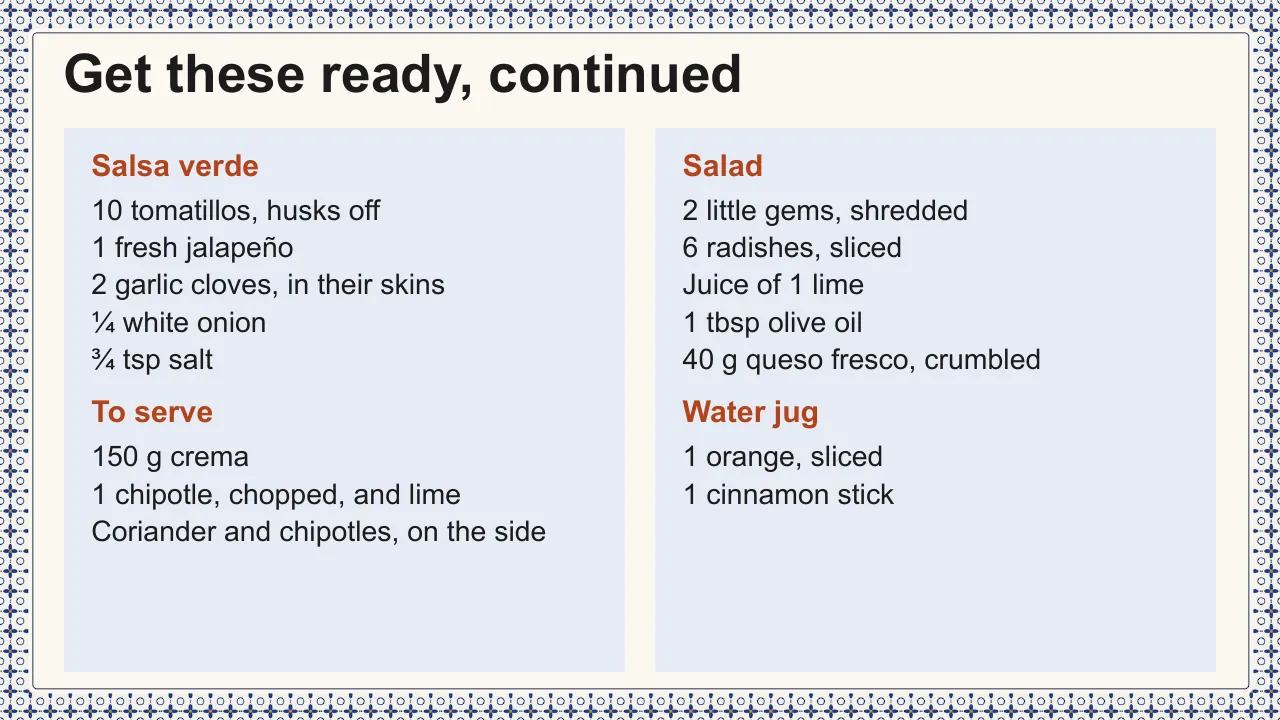 Get these ready, continued
Salsa verde
10 tomatillos, husks off
1 fresh jalapeño
2 garlic cloves, in their skins
¼ white onion
¾ tsp salt
To serve
150 g crema
1 chipotle, chopped, and lime
Coriander and chipotles, on the side
Salad
2 little gems, shredded
6 radishes, sliced
Juice of 1 lime
1 tbsp olive oil
40 g queso fresco, crumbled
Water jug
1 orange, sliced
1 cinnamon stick